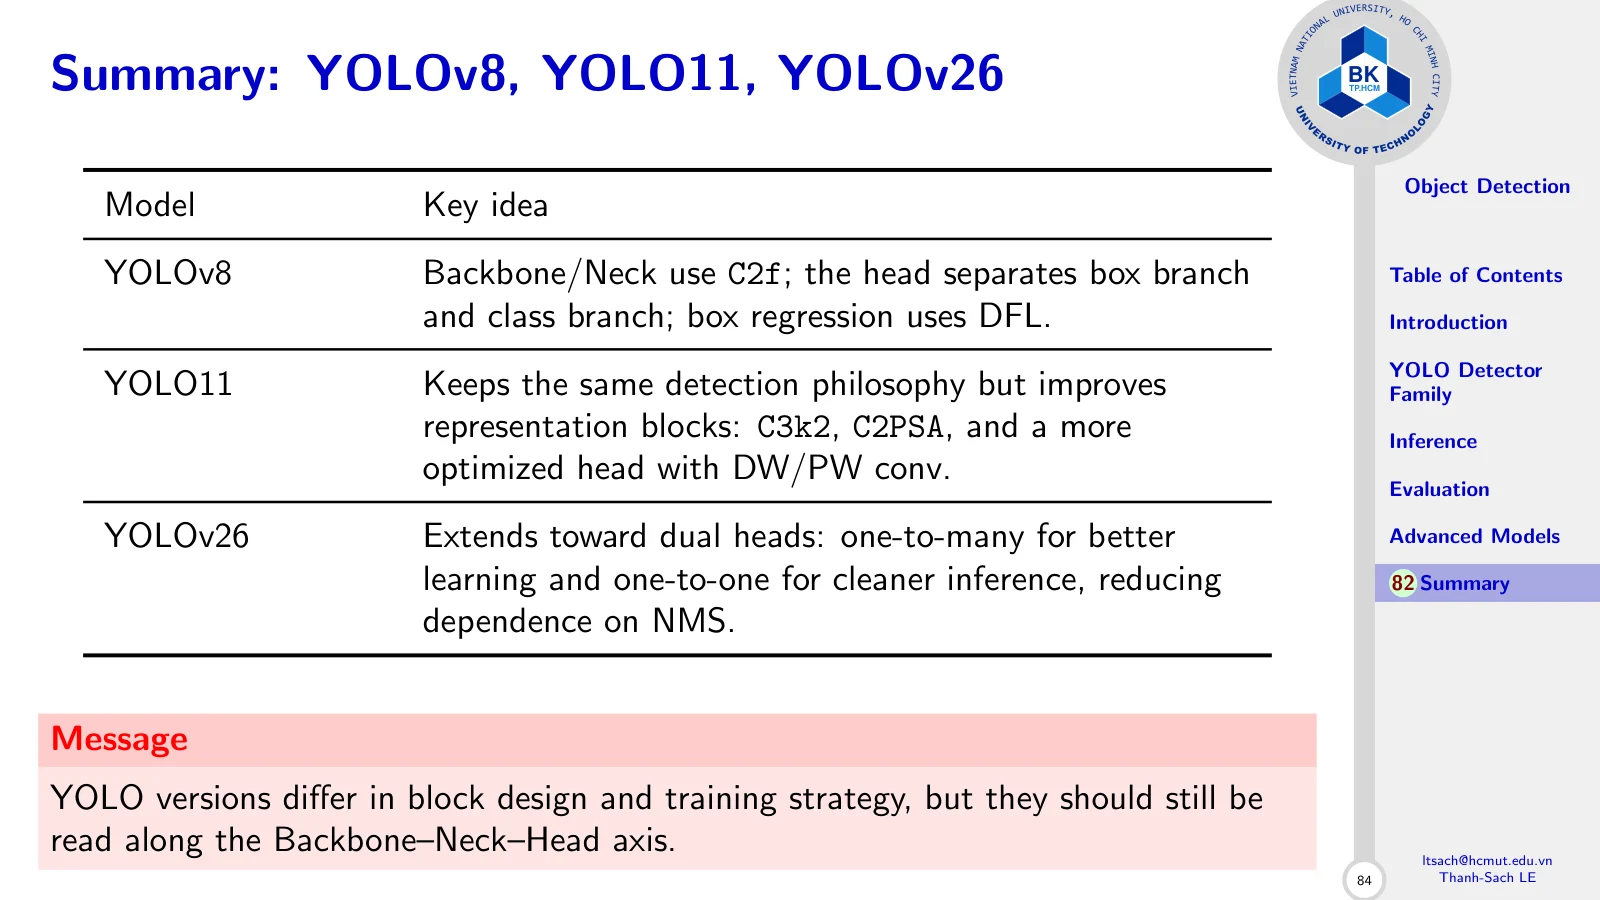 Summary: YOLOv8, YOLO11, YOLOv26
Model Key idea
YOLOv8 Backbone/Neck use C2f; the head separates box branch
and class branch; box regression uses DFL.
YOLO11 Keeps the same detection philosophy but improves
representation blocks: C3k2, C2PSA, and a more
optimized head with DW/PW conv.
YOLOv26 Extends toward dual heads: one-to-many for better
learning and one-to-one for cleaner inference, reducing
dependence on NMS.
Message
YOLO versions differ in block design and training strategy, but they should still be
read along the Backbone–Neck–Head axis.
VIETNAM NATIONAL UNIVERSITY, HO CHI MINH CITY
BK
TP.HCM
UNIVERSITY OF TECHNOLOGY
Object Detection
Table of Contents
Introduction
YOLO Detector
Family
Inference
Evaluation
Advanced Models
82 Summary
ltsach@hcmut.edu.vn
Thanh-Sach LE
84